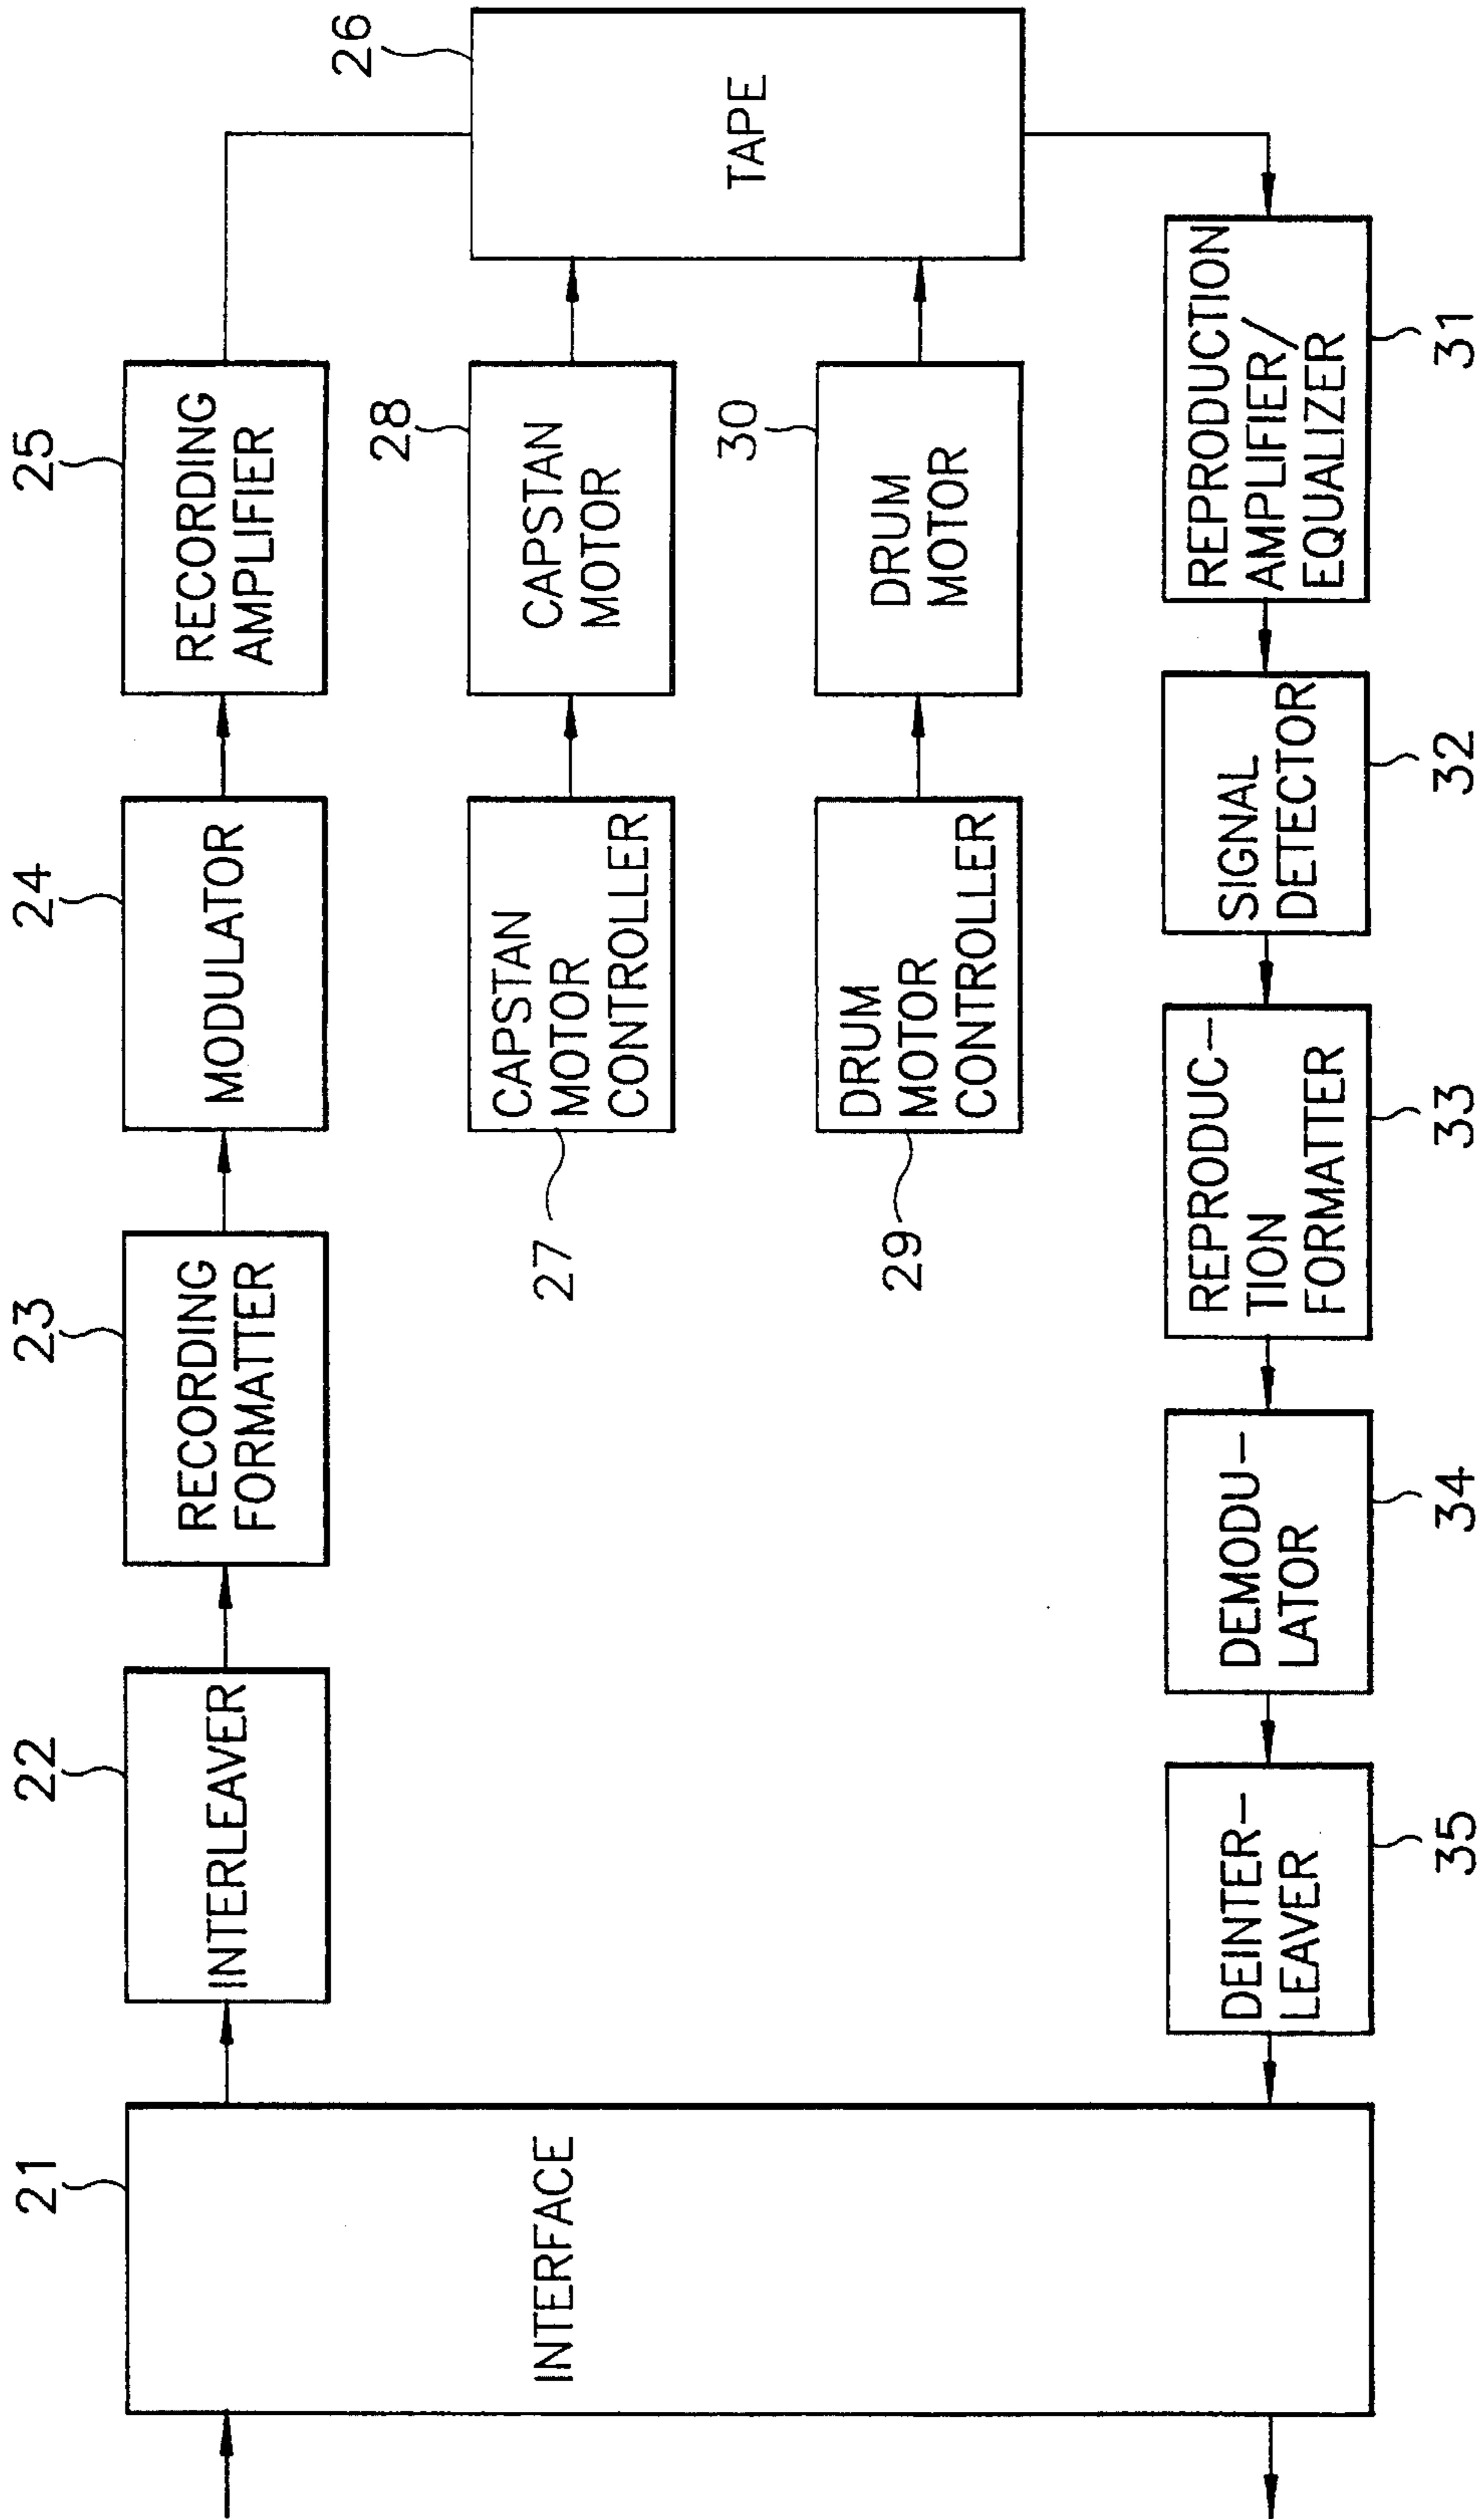 21
INTERFACE
22
INTERLEAVER
23
RECORDING
FORMATTER
24
MODULATOR
25
RECORDING
AMPLIFIER
26
TAPE
27
CAPSTAN
MOTOR
CONTROLLER
28
CAPSTAN
MOTOR
29
DRUM
MOTOR
CONTROLLER
30
DRUM
MOTOR
31
REPRODUCTION
AMPLIFIER/
EQUALIZER
32
SIGNAL
DETECTOR
33
REPRODUC-
TION
FORMATTER
34
DEMODU-
LATOR
35
DEINTER-
LEAVER